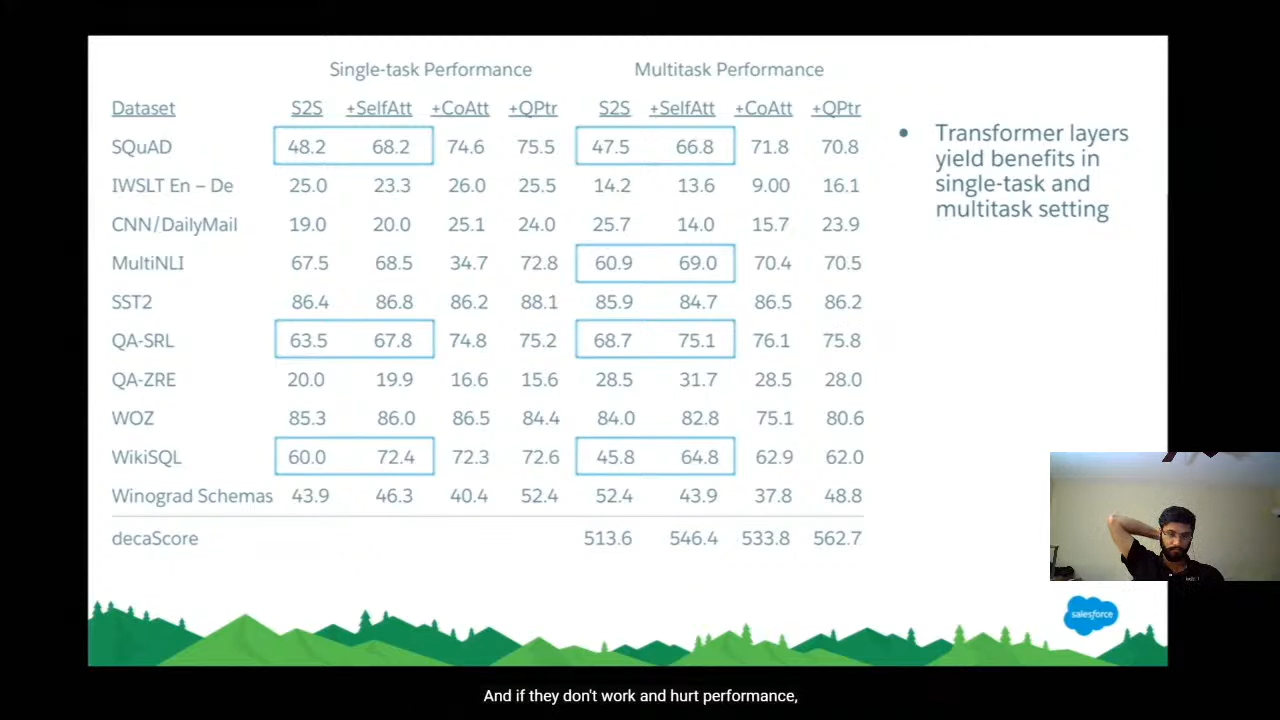 Single-task Performance Multitask Performance
Dataset S2S +SelfAtt +CoAtt +QPtr S2S +SelfAtt +CoAtt +QPtr
SQuAD 48.2 68.2 74.6 75.5 47.5 66.8 71.8 70.8
IWSLT En – De 25.0 23.3 26.0 25.5 14.2 13.6 9.00 16.1
CNN/DailyMail 19.0 20.0 25.1 24.0 25.7 14.0 15.7 23.9
MultiNLI 67.5 68.5 34.7 72.8 60.9 69.0 70.4 70.5
SST2 86.4 86.8 86.2 88.1 85.9 84.7 86.5 86.2
QA-SRL 63.5 67.8 74.8 75.2 68.7 75.1 76.1 75.8
QA-ZRE 20.0 19.9 16.6 15.6 28.5 31.7 28.5 28.0
WOZ 85.3 86.0 86.5 84.4 84.0 82.8 75.1 80.6
WikiSQL 60.0 72.4 72.3 72.6 45.8 64.8 62.9 62.0
Winograd Schemas 43.9 46.3 40.4 52.4 52.4 43.9 37.8 48.8
decaScore 513.6 546.4 533.8 562.7
• Transformer layers
yield benefits in
single-task and
multitask setting
salesforce
And if they don't work and hurt performance,